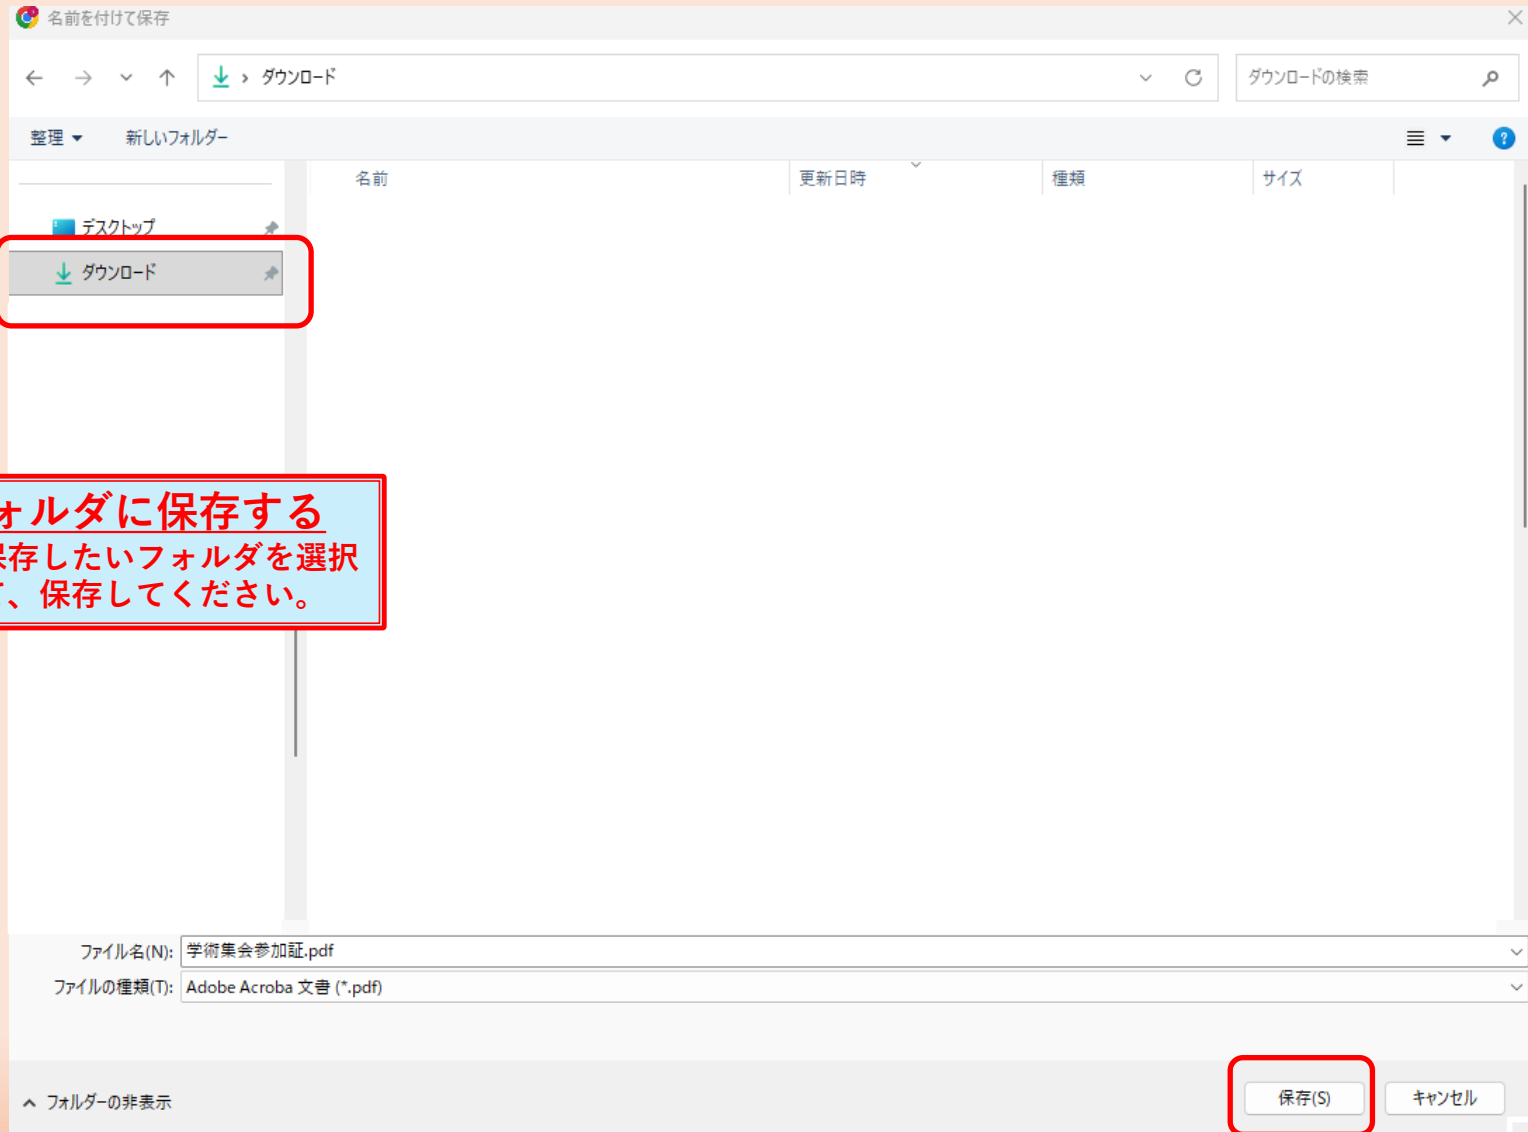 名前を付けて保存
ダウンロード
ダウンロードの検索
整理
新しいフォルダー
名前
更新日時
種類
サイズ
デスクトップ
ダウンロード
ォルダに保存する
保存したいフォルダを選択
て、保存してください。
ファイル名(N):
学術集会参加証.pdf
ファイルの種類(T):
Adobe Acroba 文書 (*.pdf)
フォルダーの非表示
保存(S)
キャンセル